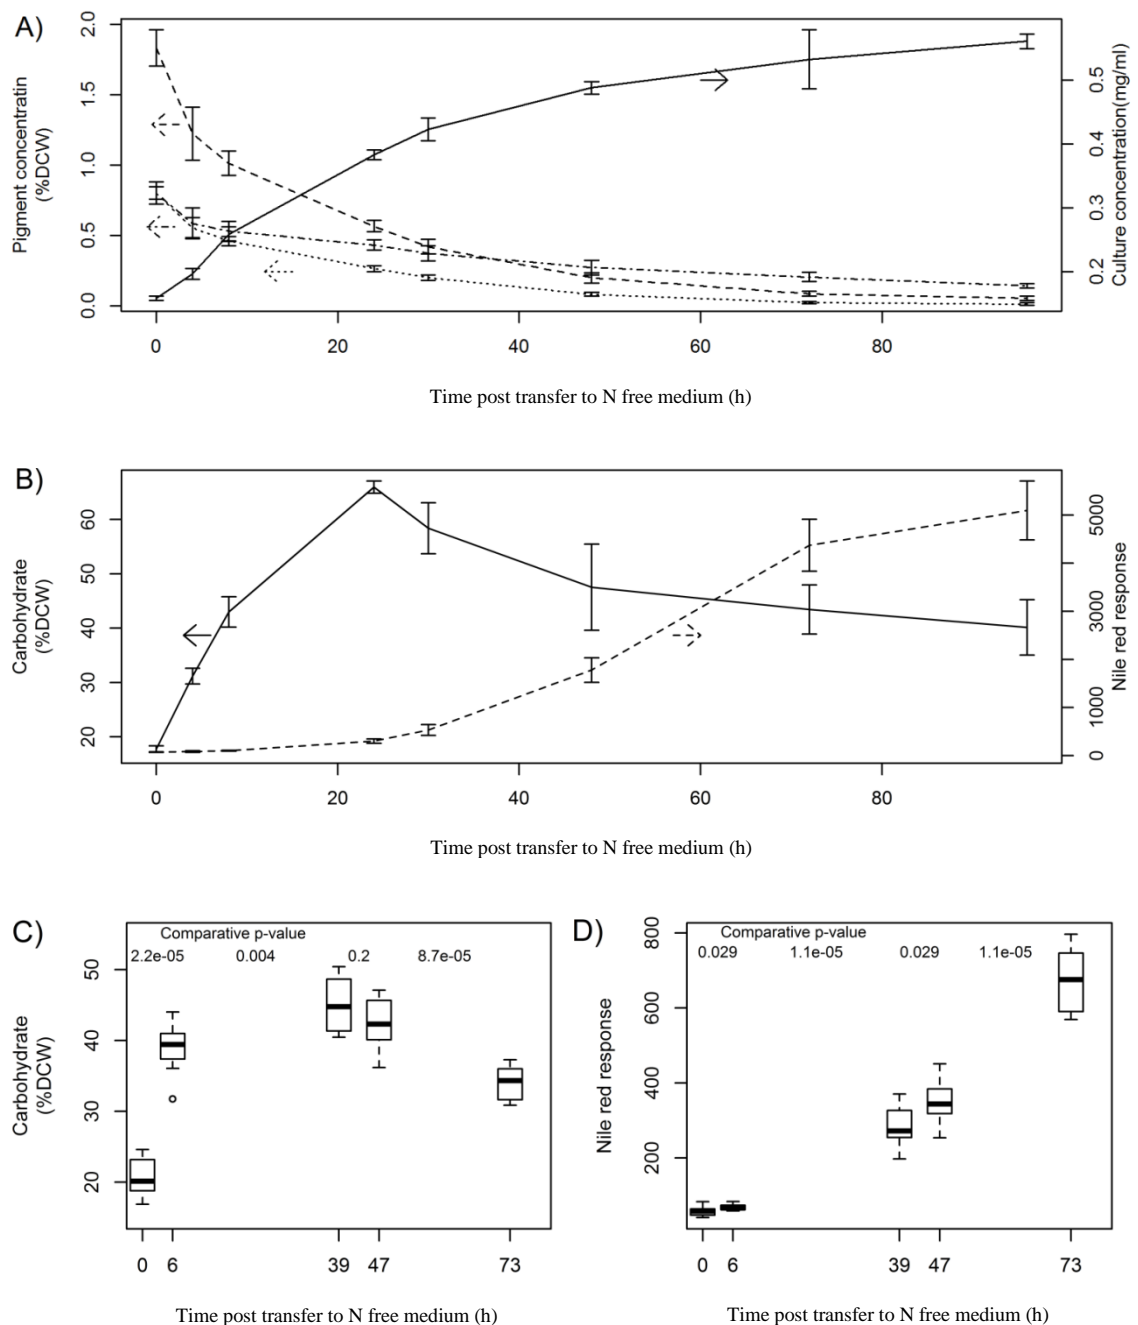 A)
Pigment concentratin
(%DCW)
0.0 0.5 1.0 1.5 2.0
Culture concentration(mg/ml)
0.2 0.3 0.4 0.5
0 20 40 60 80
Time post transfer to N free medium (h)
B)
Carbohydrate
(%DCW)
20 30 40 50 60
Nile red response
0 1000 3000 5000
0 20 40 60 80
Time post transfer to N free medium (h)
C)
Comparative p-value
2.2e-05 0.004 0.2 8.7e-05
Carbohydrate
(%DCW)
20 30 40 50
0 6 39 47 73
Time post transfer to N free medium (h)
D)
Comparative p-value
0.029 1.1e-05 0.029 1.1e-05
Nile red response
200 400 600 800
0 6 39 47 73
Time post transfer to N free medium (h)